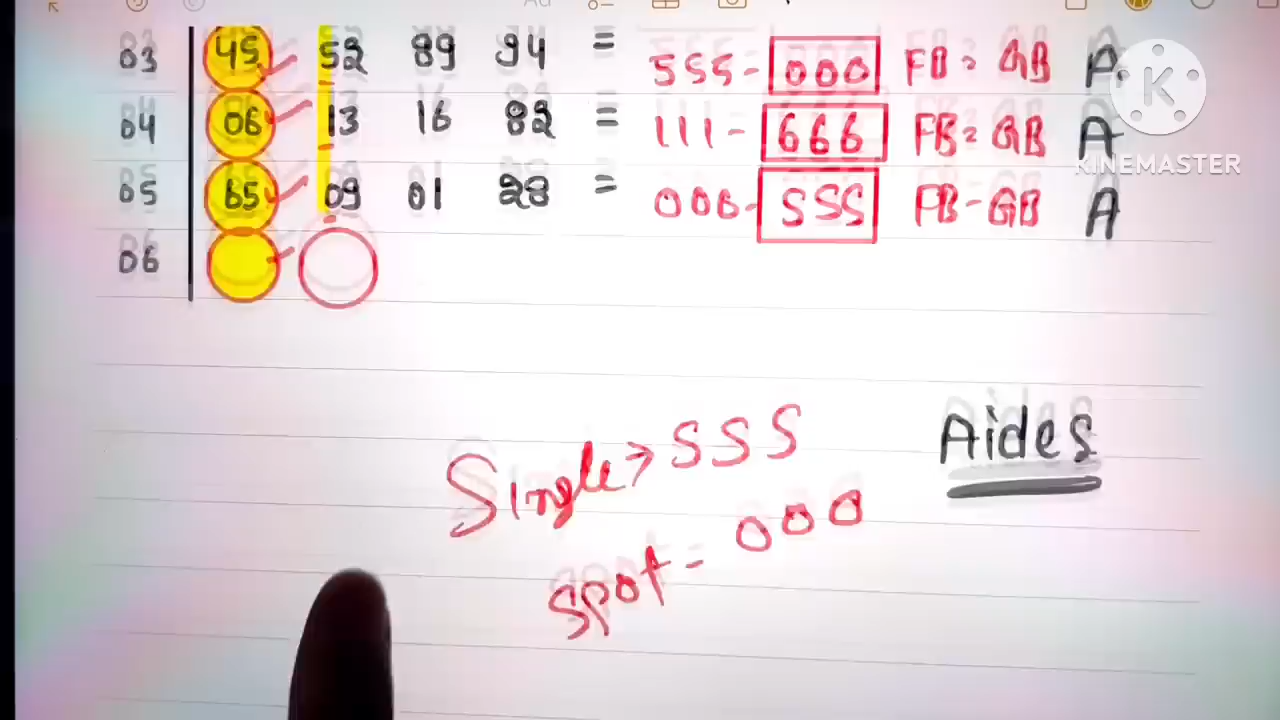 03 45 52 89 94 = 555- 000 FB = GB A
04 06 13 16 82 = 111- 666 FB = GB A
05 65 09 01 28 = 000- 555 FB - GB A
06
KINEMASTER
Single > SSS
Aides
spot = 000